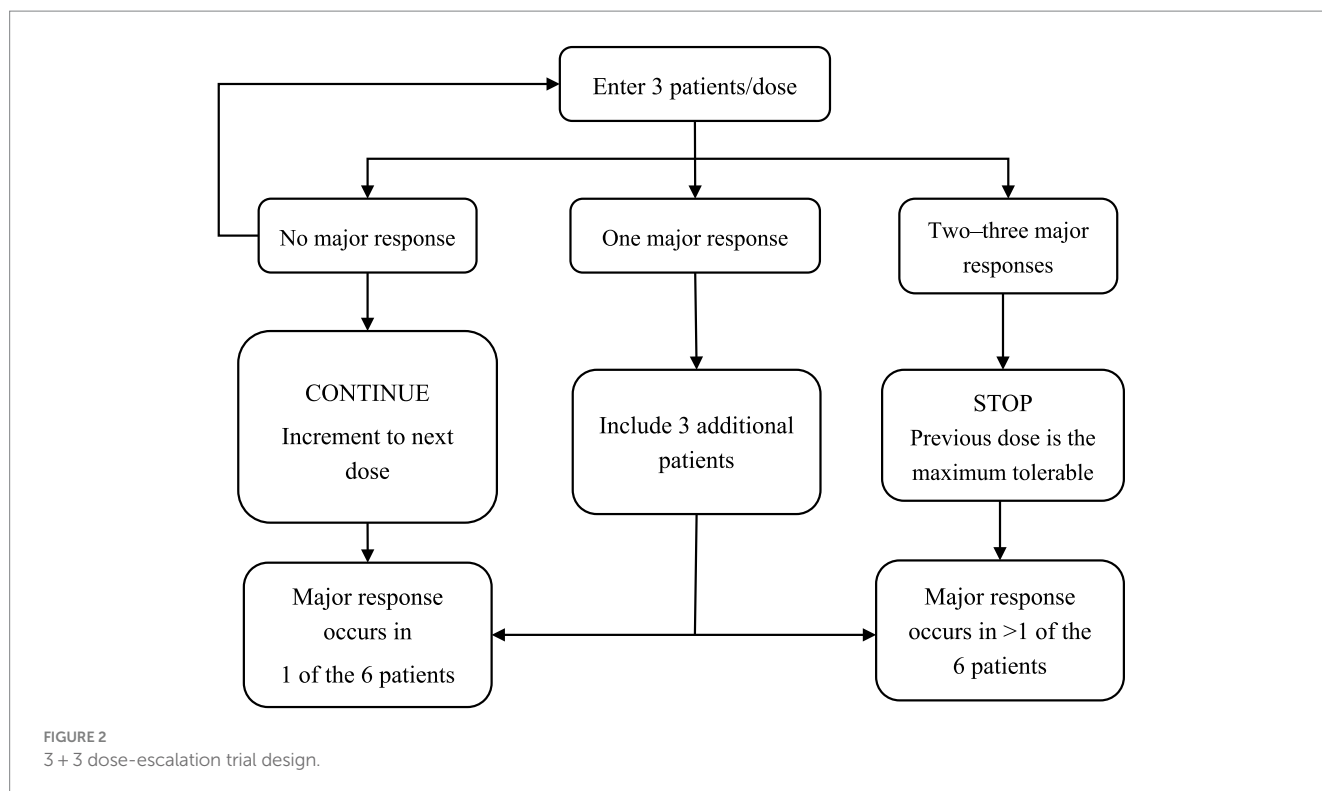 Enter 3 patients/dose
No major response
One major response
Two–three major
responses
CONTINUE
Increment to next
dose
Include 3 additional
patients
STOP
Previous dose is the
maximum tolerable
Major response
occurs in
1 of the 6 patients
Major response
occurs in >1 of the
6 patients
FIGURE 2
3 + 3 dose-escalation trial design.